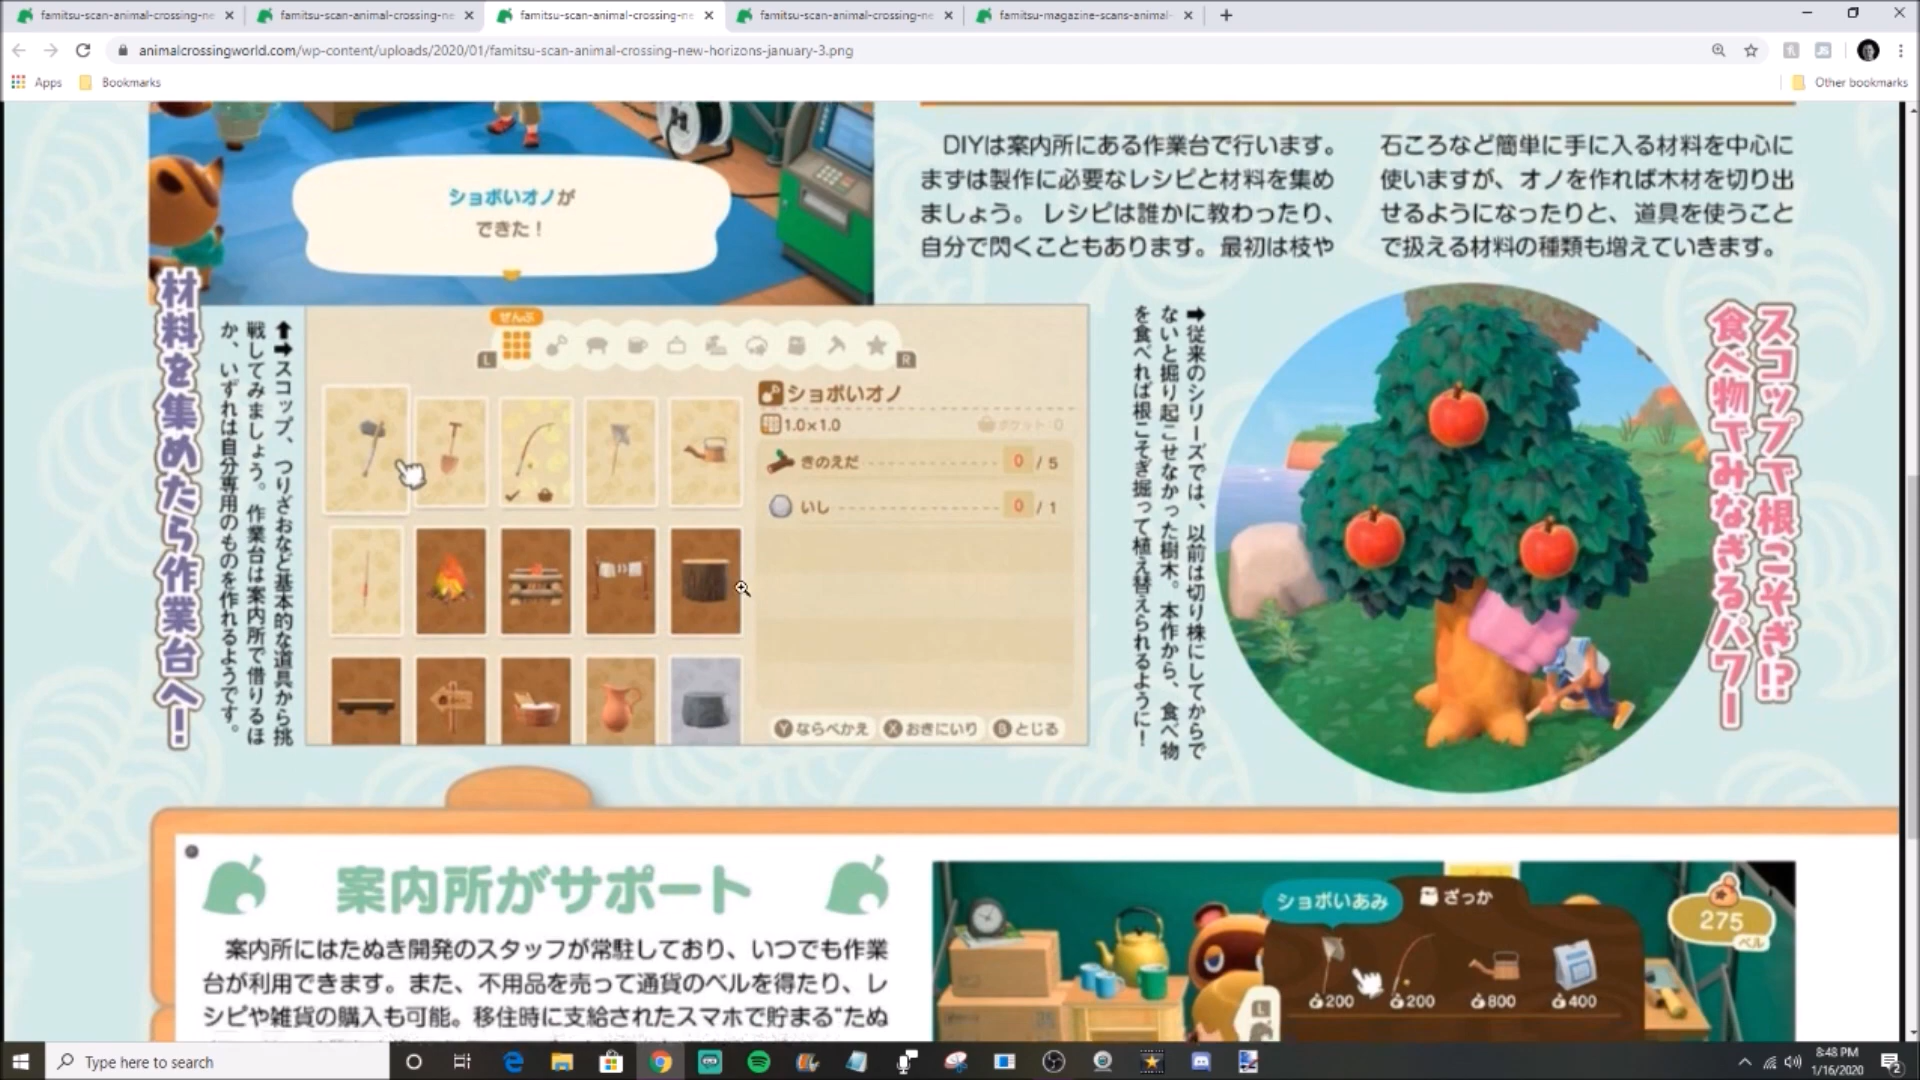 famitsu-scan-animal-crossing-ne
famitsu-scan-animal-crossing-ne
famitsu-scan-animal-crossing-ne
famitsu-scan-animal-crossing-ne
famitsu-magazine-scans-animal-
animalcrossingworld.com/wp-content/uploads/2020/01/famitsu-scan-animal-crossing-new-horizons-january-3.png
Apps
Bookmarks
Other bookmarks
ショボいオノが
できた！
DIYは案内所にある作業台で行います。
まずは製作に必要なレシピと材料を集め
ましょう。レシピは誰かに教わったり、
自分で閃くこともあります。最初は枝や
石ころなど簡単に手に入る材料を中心に
使いますが、オノを作れば木材を切り出
せるようになったりと、道具を使うこと
で扱える材料の種類も増えていきます。
材料を集めたら作業台へ！
⬆➡スコップ、つりざおなど基本的な道具から挑
戦してみましょう。作業台は案内所で借りるほ
か、いずれは自分専用のものを作れるようです。
ぜんぶ
L
R
ショボいオノ
1.0×1.0
ポケット 0
きのえだ 0 / 5
いし 0 / 1
Y ならべかえ X おきにいり B とじる
➡従来のシリーズでは、以前は切り株にしてからで
ないと掘り起こせなかった樹木。本作から、食べ物
を食べれば根こそぎ掘って植え替えられるように！
スコップで根こそぎ!?
食べ物でみなぎるパワー
案内所がサポート
案内所にはたぬき開発のスタッフが常駐しており、いつでも作業
台が利用できます。また、不用品を売って通貨のベルを得たり、レ
シピや雑貨の購入も可能。移住時に支給されたスマホで貯まる"たぬ
ショボいあみ
ざっか
275
ベル
L
200
200
800
400
Type here to search
8:48 PM
1/16/2020
2